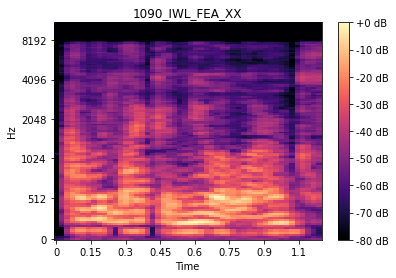 1090_IWL_FEA_XX
Hz
8192
4096
2048
1024
512
0
0 0.15 0.3 0.45 0.6 0.75 0.9 1.1
Time
+0 dB
-10 dB
-20 dB
-30 dB
-40 dB
-50 dB
-60 dB
-70 dB
-80 dB